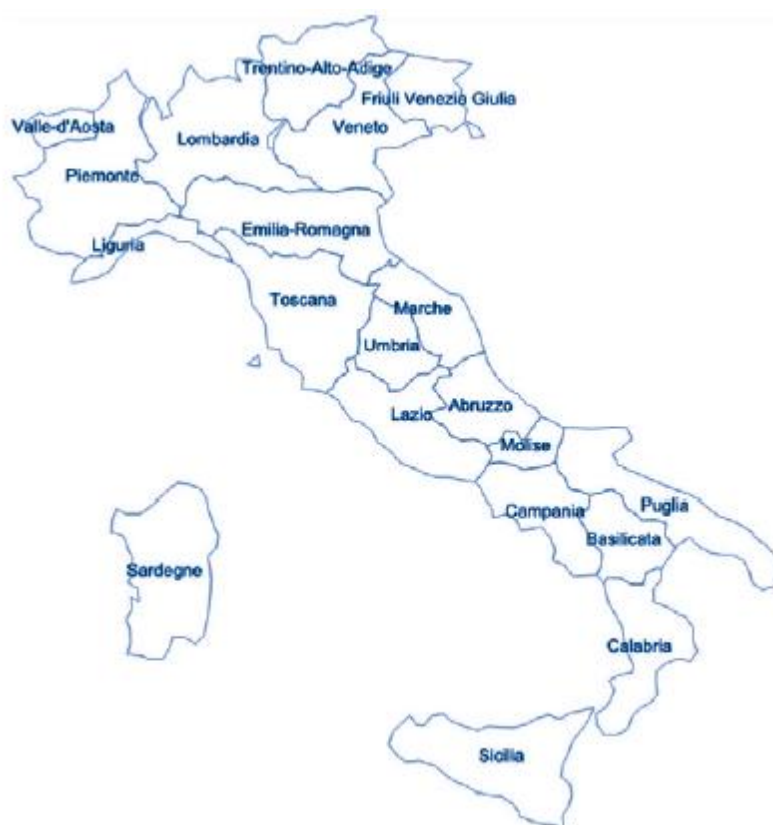 Trentino-Alto-Adige
Friuli Venezia Giulia
Valle-d'Aosta
Lombardia
Veneto
Piemonte
Emilia-Romagna
Liguria
Toscana
Marche
Umbria
Lazio
Abruzzo
Molise
Campania
Puglia
Basilicata
Sardegne
Calabria
Sicilia